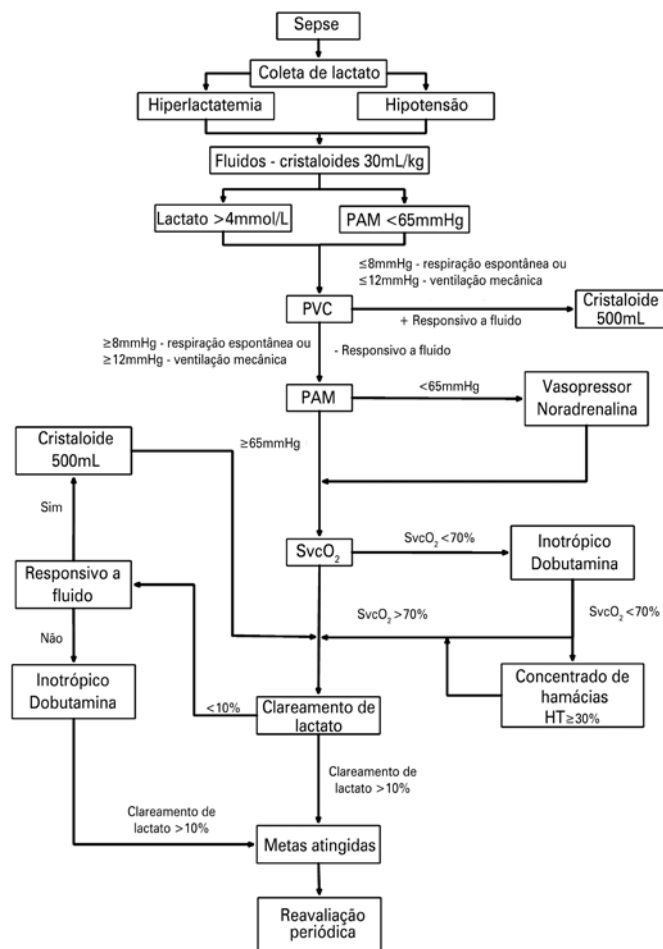 Sepse
Coleta de lactato
Hiperlactatemia
Hipotensão
Fluidos - cristaloides 30mL/kg
Lactato >4mmol/L
PAM <65mmHg
≤8mmHg - respiração espontânea ou
≤12mmHg - ventilação mecânica
PVC
+ Responsivo a fluido
Cristaloide
500mL
≥8mmHg - respiração espontânea ou
≥12mmHg - ventilação mecânica
- Responsivo a fluido
PAM
<65mmHg
Vasopressor
Noradrenalina
Cristaloide
500mL
≥65mmHg
Sim
SvcO₂
SvcO₂ <70%
Inotrópico
Dobutamina
Responsivo a
fluido
SvcO₂ >70%
SvcO₂ <70%
Não
Inotrópico
Dobutamina
<10%
Clareamento de
lactato
Concentrado de
hamácias
HT≥30%
Clareamento de
lactato >10%
Clareamento de
lactato >10%
Metas atingidas
Reavaliação
periódica